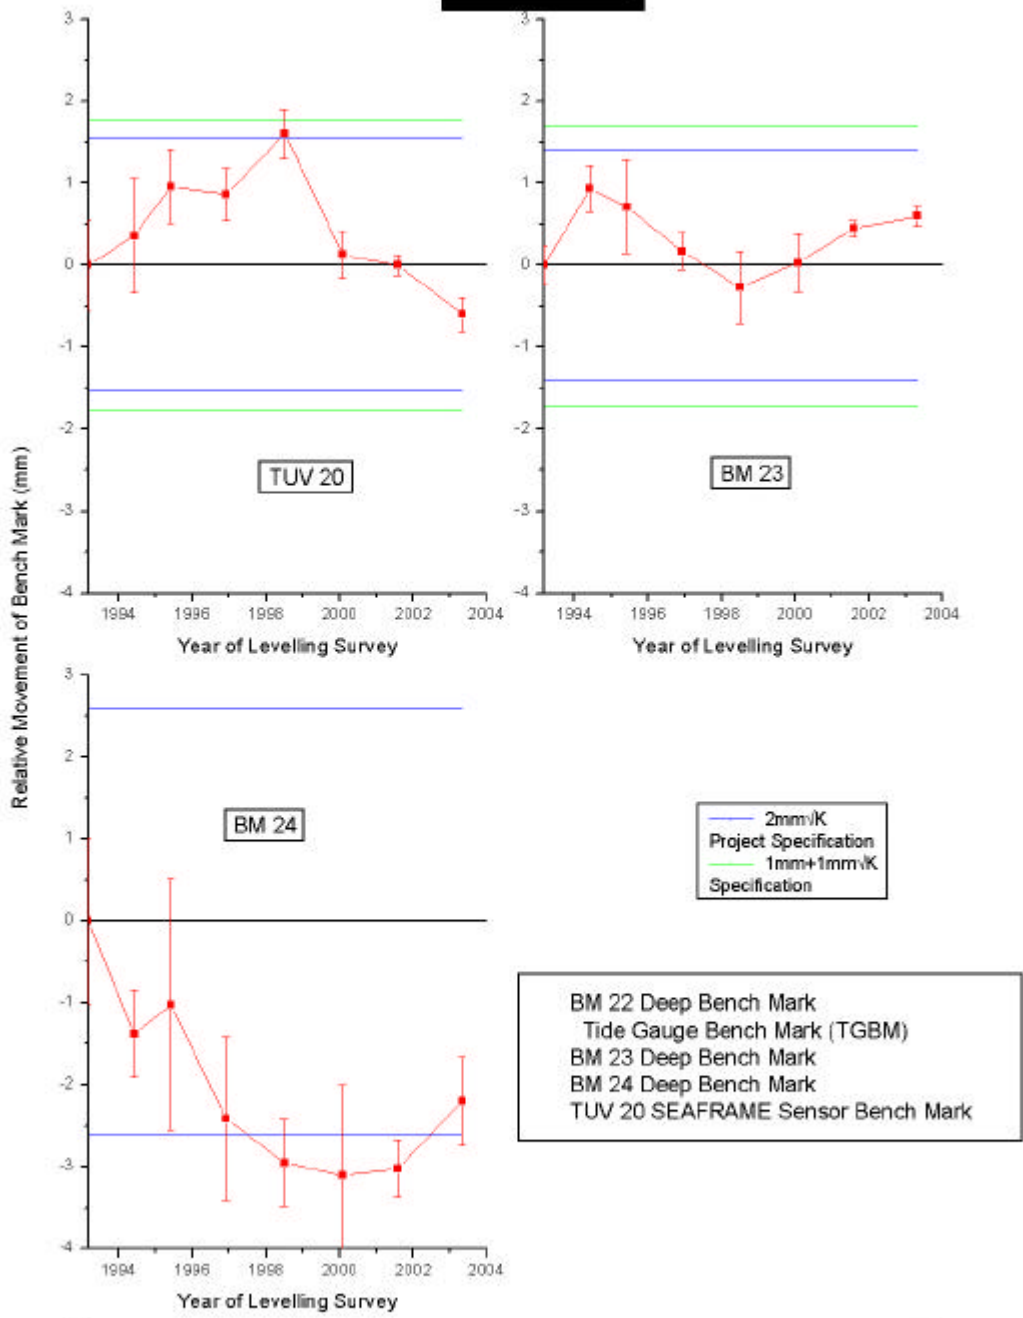 3
2
1
0
-1
-2
-3
-4
1994 1996 1998 2000 2002 2004
Year of Levelling Survey
TUV 20
3
2
1
0
-1
-2
-3
-4
1994 1996 1998 2000 2002 2004
Year of Levelling Survey
BM 23
Relative Movement of Bench Mark (mm)
3
2
1
0
-1
-2
-3
-4
1994 1996 1998 2000 2002 2004
Year of Levelling Survey
BM 24
2mm√K
Project Specification
1mm+1mm√K
Specification
BM 22 Deep Bench Mark
Tide Gauge Bench Mark (TGBM)
BM 23 Deep Bench Mark
BM 24 Deep Bench Mark
TUV 20 SEAFRAME Sensor Bench Mark